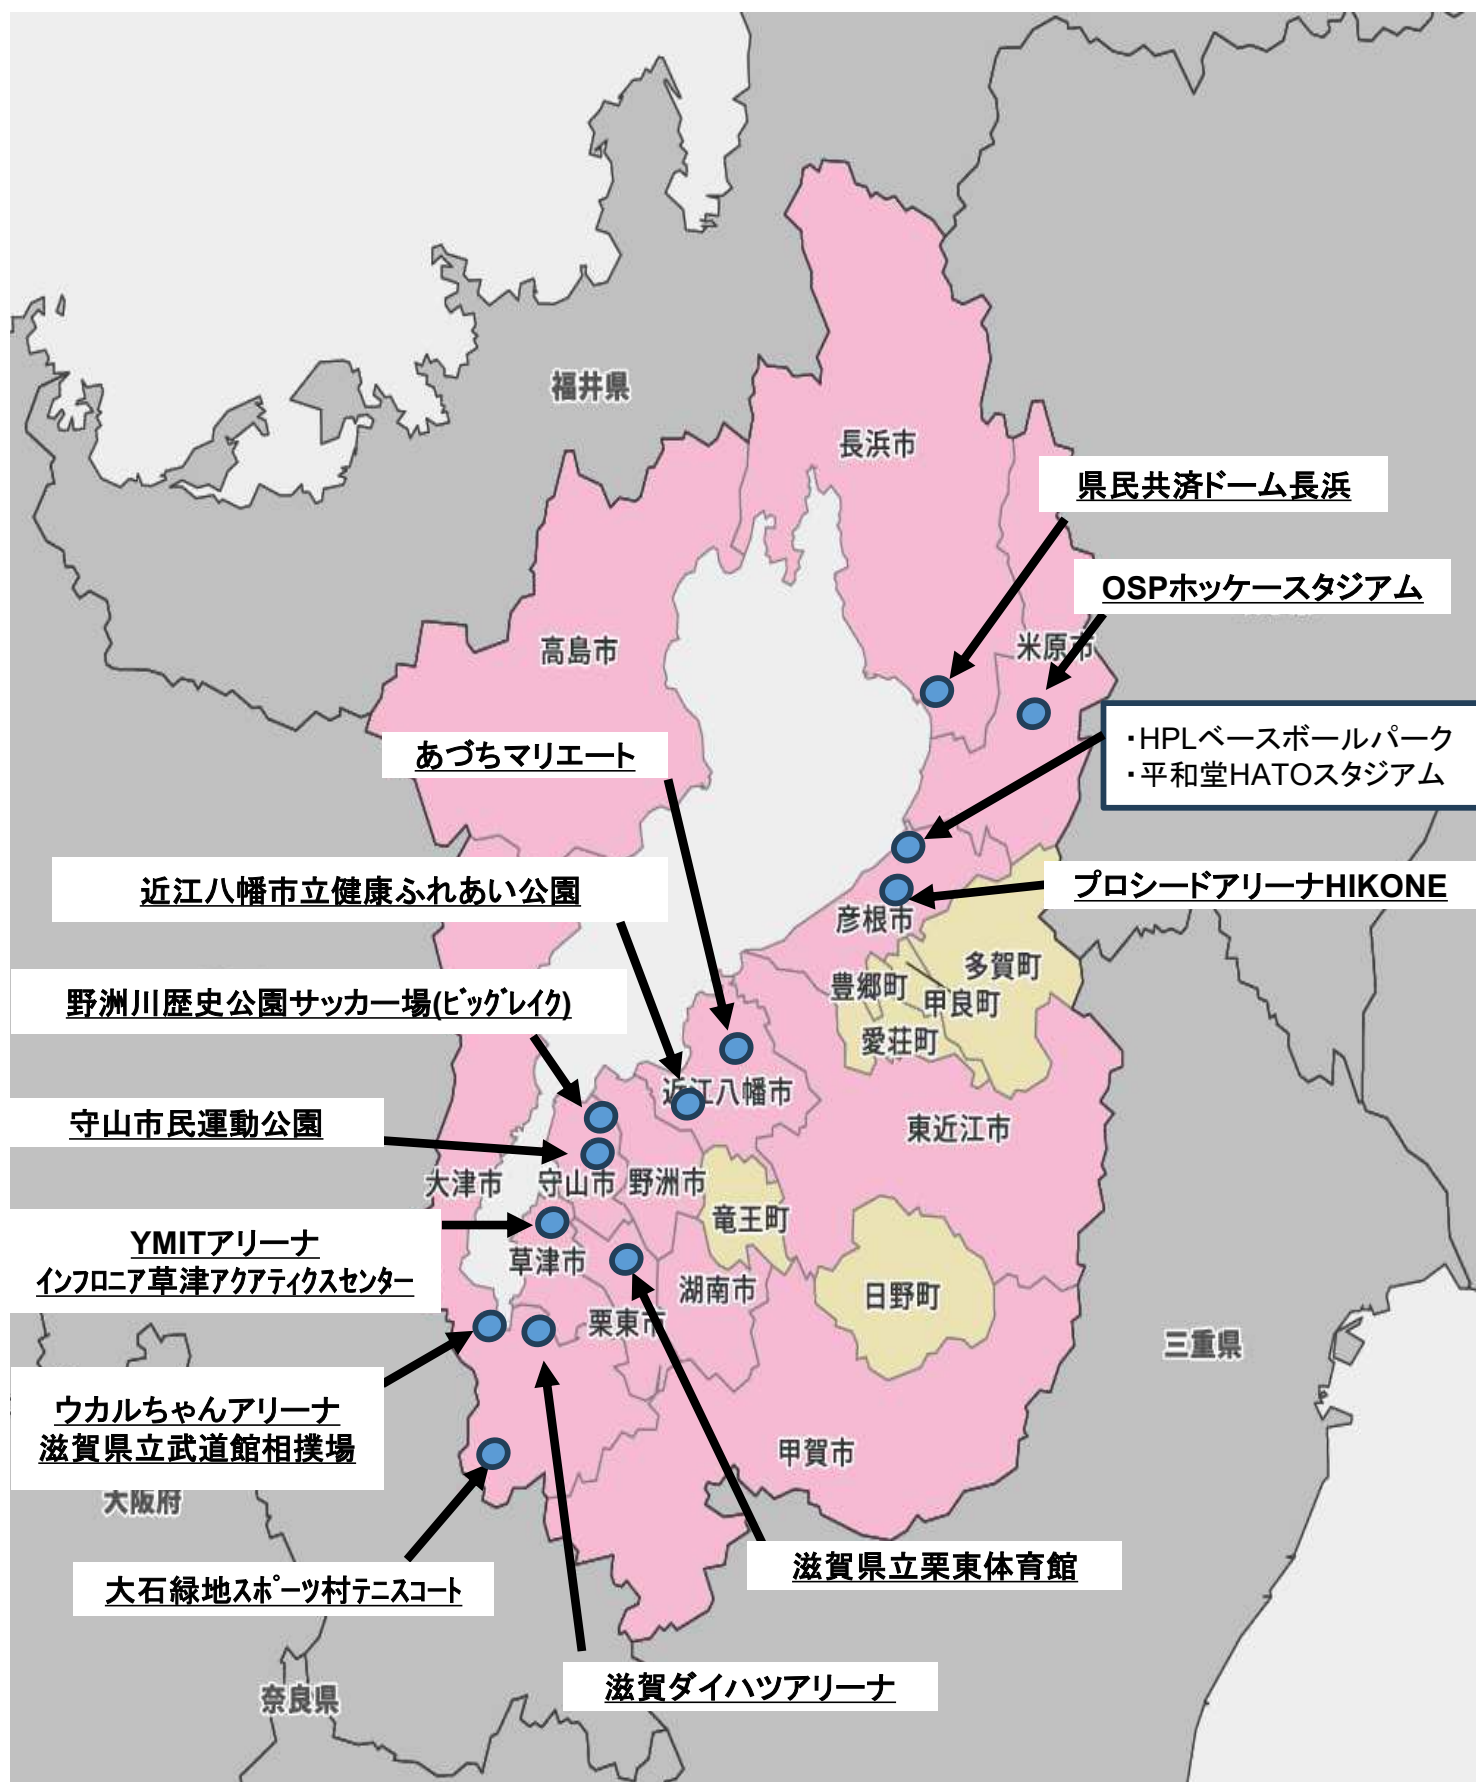 福井県
長浜市
県民共済ドーム長浜
OSPホッケースタジアム
米原市
高島市
・HPLベースボールパーク
・平和堂HATOスタジアム
あづちマリエート
近江八幡市立健康ふれあい公園
プロシードアリーナHIKONE
彦根市
多賀町
豊郷町
甲良町
野洲川歴史公園サッカー場(ﾋﾞｯｸﾞﾚｲｸ)
愛荘町
近江八幡市
守山市民運動公園
東近江市
大津市
守山市
野洲市
竜王町
YMITアリーナ
インフロニア草津アクアティクスセンター
草津市
湖南市
日野町
栗東市
三重県
ウカルちゃんアリーナ
滋賀県立武道館相撲場
甲賀市
大阪府
滋賀県立栗東体育館
大石緑地スポーツ村テニスコート
滋賀ダイハツアリーナ
奈良県